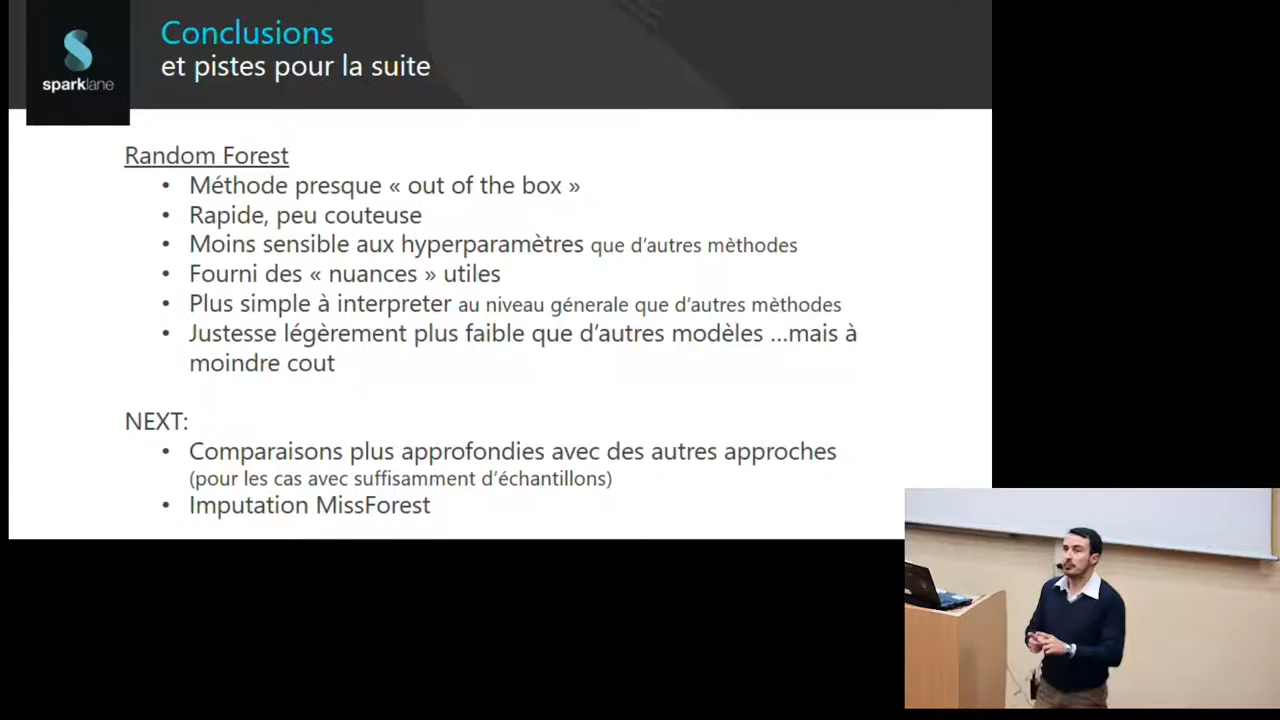 Conclusions
et pistes pour la suite
sparklane
Random Forest
• Méthode presque « out of the box »
• Rapide, peu couteuse
• Moins sensible aux hyperparamètres que d'autres mèthodes
• Fourni des « nuances » utiles
• Plus simple à interpreter au niveau génerale que d'autres mèthodes
• Justesse légèrement plus faible que d'autres modèles ...mais à
moindre cout
NEXT:
• Comparaisons plus approfondies avec des autres approches
(pour les cas avec suffisamment d'échantillons)
• Imputation MissForest